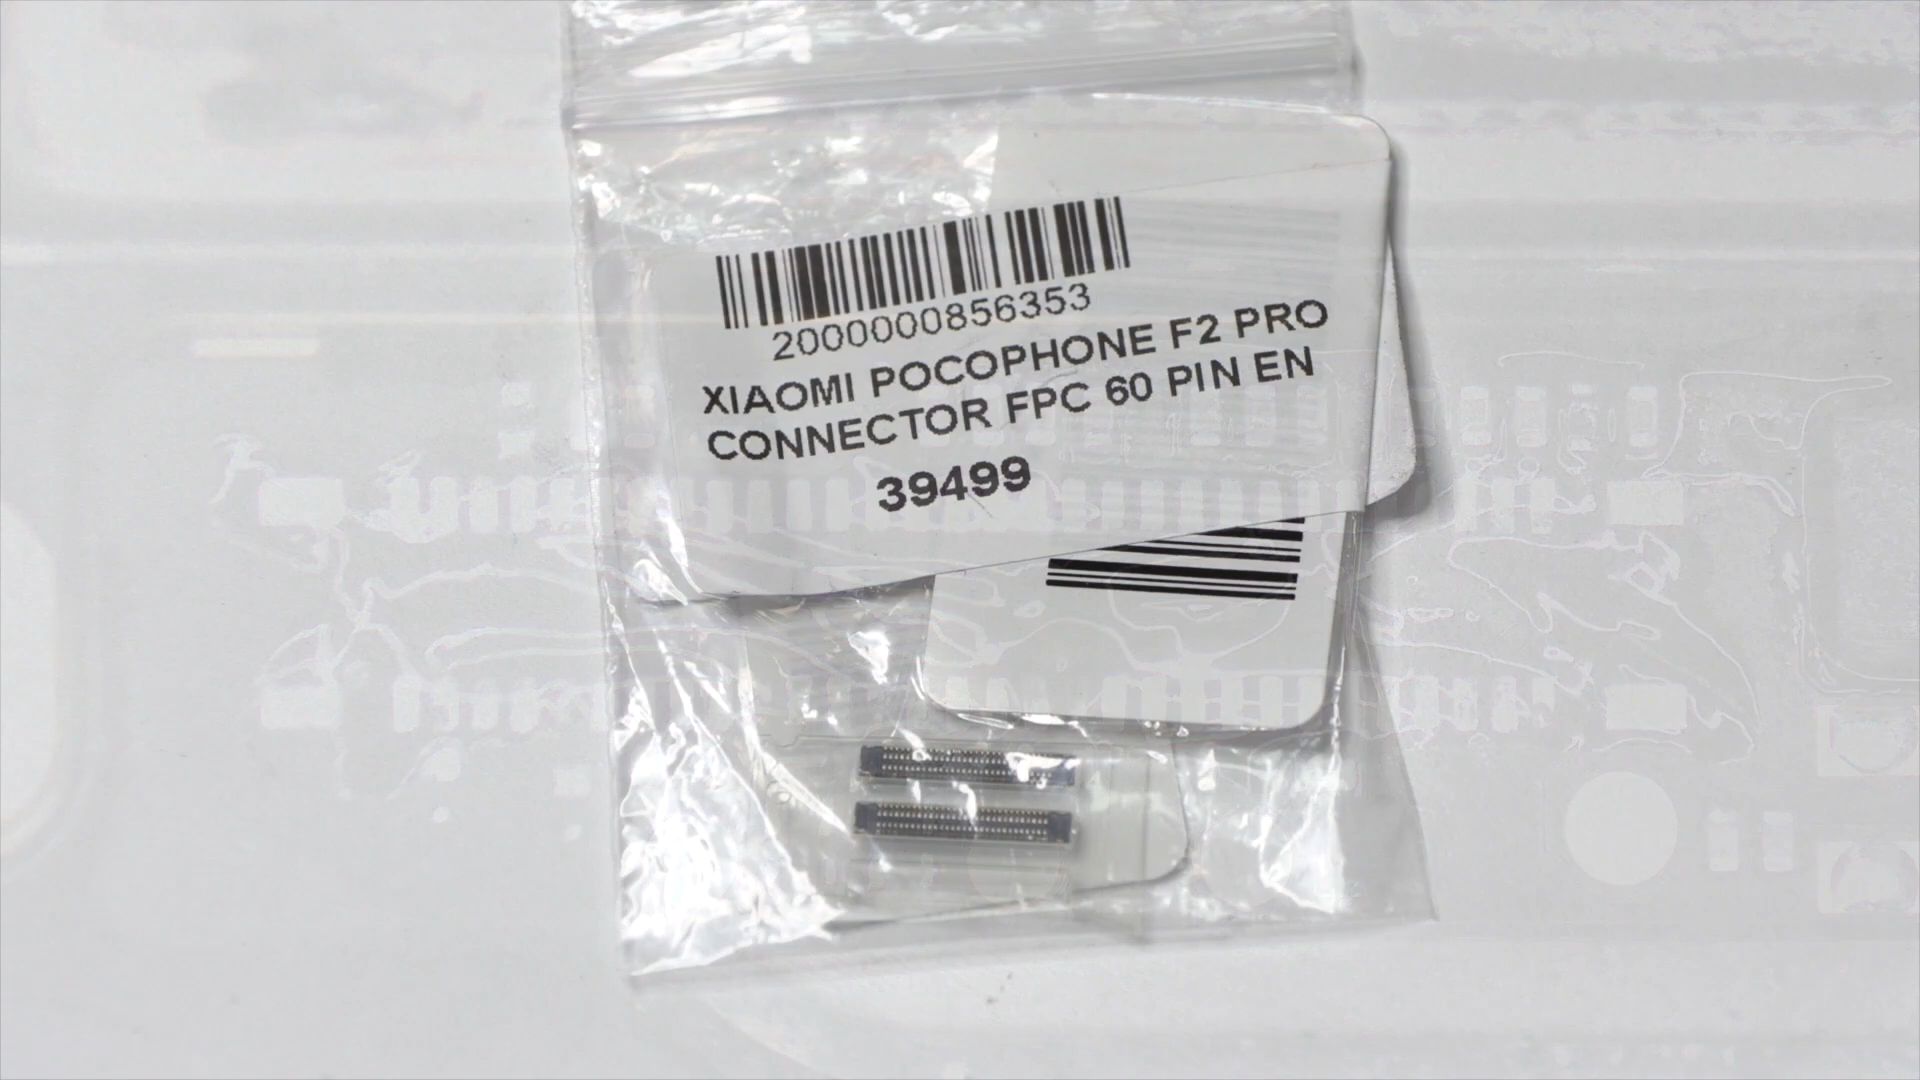 2000000856353
XIAOMI POCOPHONE F2 PRO
CONNECTOR FPC 60 PIN EN
39499